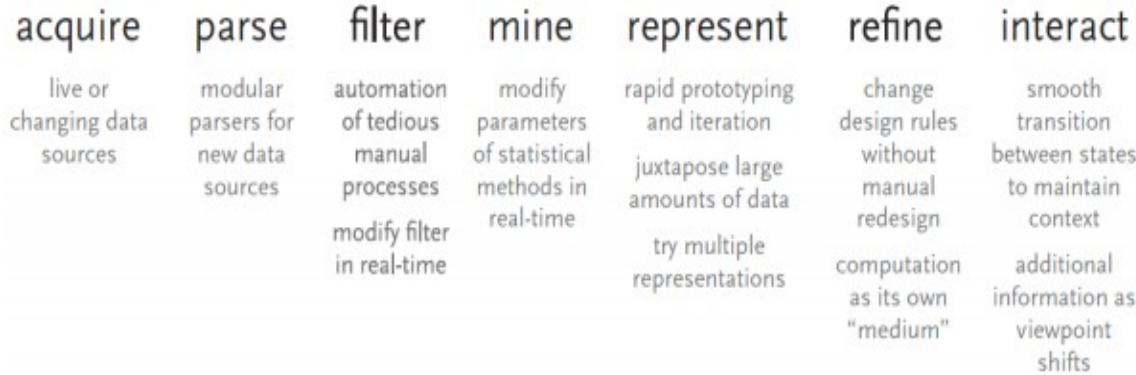 acquire
live or
changing data
sources
parse
modular
parsers for
new data
sources
filter
automation
of tedious
manual
processes
modify filter
in real-time
mine
modify
parameters
of statistical
methods in
real-time
represent
rapid prototyping
and iteration
juxtapose large
amounts of data
try multiple
representations
refine
change
design rules
without
manual
redesign
computation
as its own
"medium"
interact
smooth
transition
between states
to maintain
context
additional
information as
viewpoint
shifts